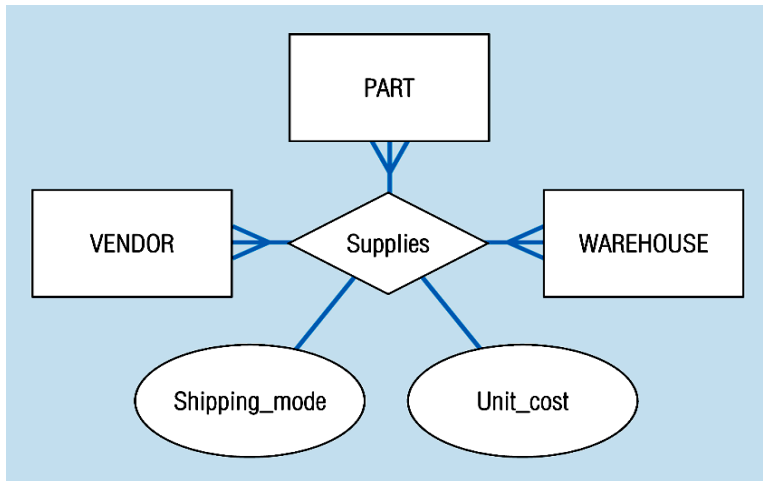 PART
VENDOR
Supplies
WAREHOUSE
Shipping_mode
Unit_cost